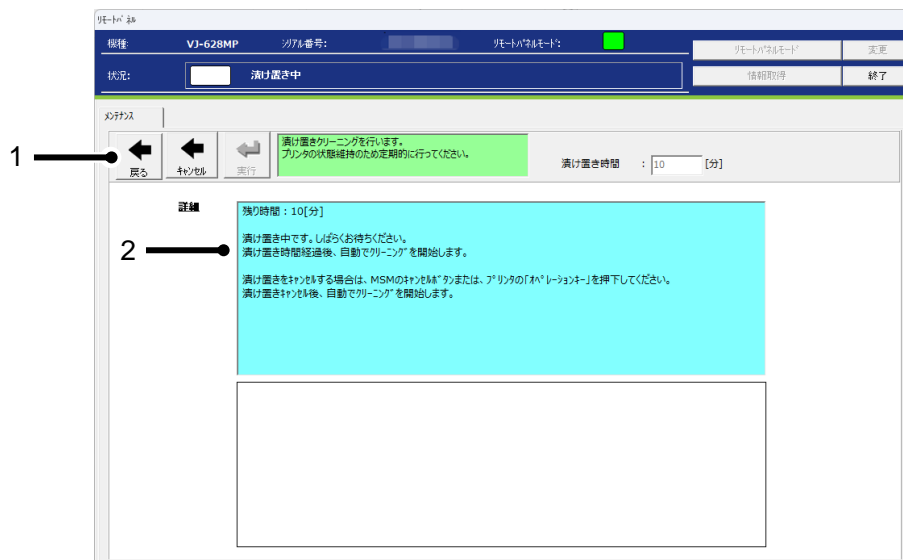 リモートパネル
機種:
VJ-628MP
シリアル番号:
リモートパネルモード:
リモートパネルモード
変更
状況:
漬け置き中
情報取得
終了
メンテナンス
1
戻る
キャンセル
実行
漬け置きクリーニングを行います。
プリンタの状態維持のため定期的に行ってください。
漬け置き時間
:
10
[分]
詳細
2
残り時間:10[分]
漬け置き中です。しばらくお待ちください。
漬け置き時間経過後、自動でクリーニングを開始します。
漬け置きをキャンセルする場合は、MSMのキャンセルボタンまたは、プリンタの「オペレーションキー」を押下してください。
漬け置きキャンセル後、自動でクリーニングを開始します。